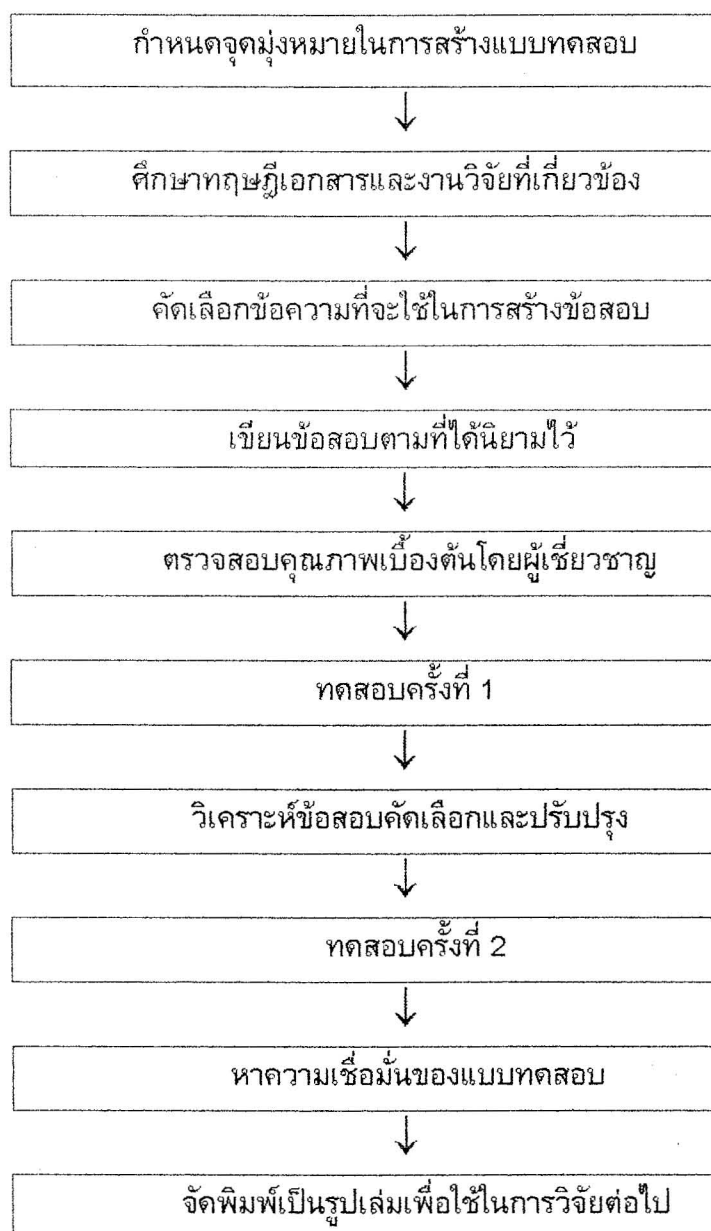 กำหนดจุดมุ่งหมายในการสร้างแบบทดสอบ
ศึกษาทฤษฎีเอกสารและงานวิจัยที่เกี่ยวข้อง
คัดเลือกข้อความที่จะใช้ในการสร้างข้อสอบ
เขียนข้อสอบตามที่ได้นิยามไว้
ตรวจสอบคุณภาพเบื้องต้นโดยผู้เชี่ยวชาญ
ทดสอบครั้งที่ 1
วิเคราะห์ข้อสอบคัดเลือกและปรับปรุง
ทดสอบครั้งที่ 2
หาความเชื่อมั่นของแบบทดสอบ
จัดพิมพ์เป็นรูปเล่มเพื่อใช้ในการวิจัยต่อไป